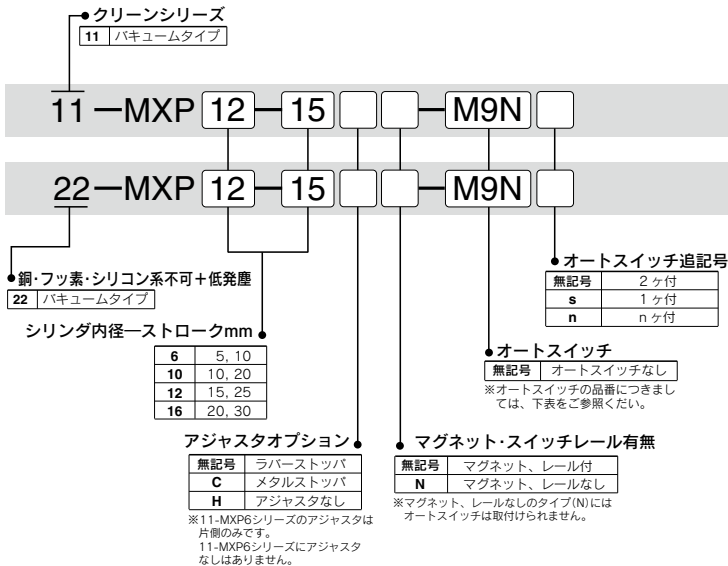 クリーンシリーズ
11 バキュームタイプ
11－MXP 12－15 － M9N
22－MXP 12－15 － M9N
銅･フッ素･シリコン系不可＋低発塵
22 バキュームタイプ
シリンダ内径―ストロークmm
6 5, 10
10 10, 20
12 15, 25
16 20, 30
オートスイッチ追記号
無記号 2ヶ付
s 1ヶ付
n nヶ付
オートスイッチ
無記号 オートスイッチなし
※オートスイッチの品番につきまし
ては、下表をご参照くだい。
アジャスタオプション
無記号 ラバーストッパ
C メタルストッパ
H アジャスタなし
※11-MXP6シリーズのアジャスタは
片側のみです。
11-MXP6シリーズにアジャスタ
なしはありません。
マグネット･スイッチレール有無
無記号 マグネット、レール付
N マグネット、レールなし
※マグネット、レールなしのタイプ(N)には
オートスイッチは取付けられません。